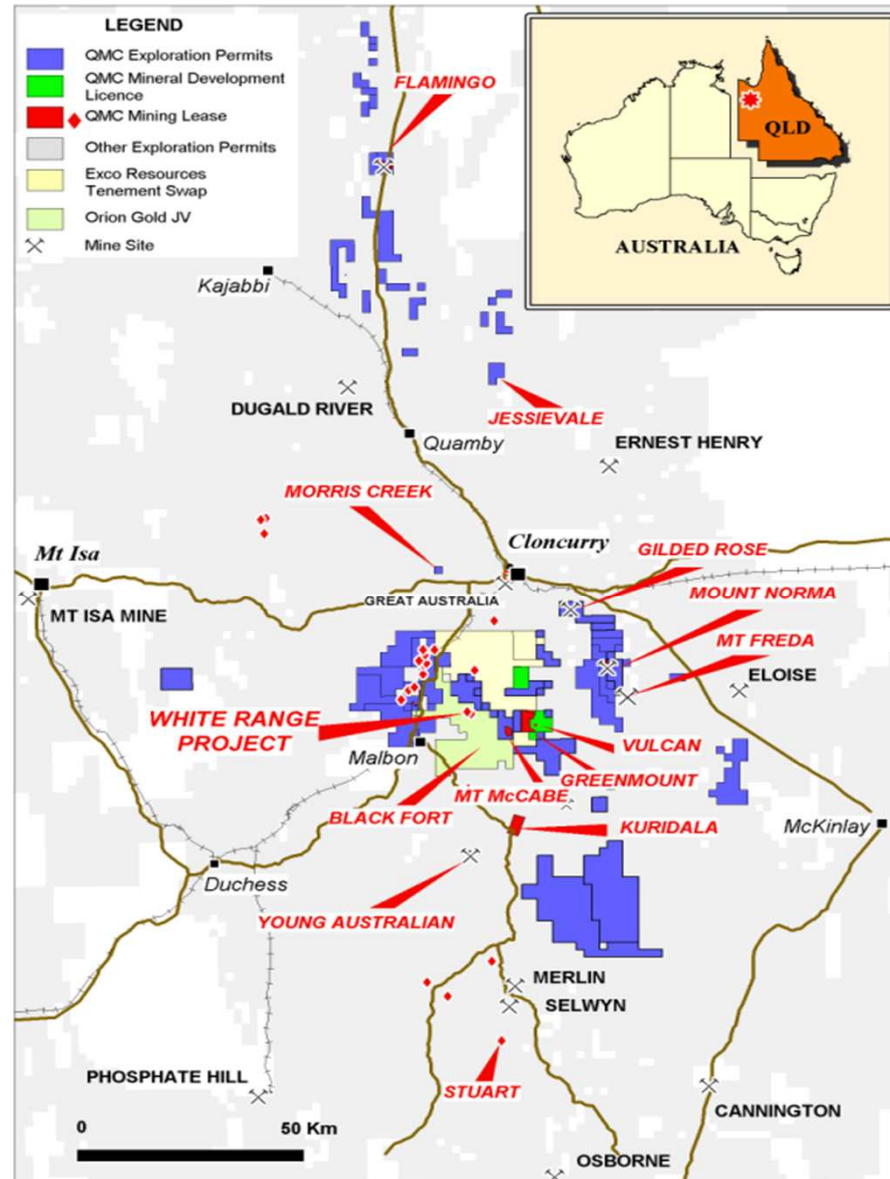 LEGEND
QMC Exploration Permits
QMC Mineral Development
Licence
QMC Mining Lease
Other Exploration Permits
Exco Resources
Tenement Swap
Orion Gold JV
Mine Site
QLD
AUSTRALIA
FLAMINGO
Kajabbi
DUGALD RIVER
JESSIEVALE
Quamby
ERNEST HENRY
MORRIS CREEK
Mt Isa
Cloncurry
GILDED ROSE
MT ISA MINE
GREAT AUSTRALIA
MOUNT NORMA
MT FREDA
ELOISE
WHITE RANGE
PROJECT
Malbon
VULCAN
GREENMOUNT
MT McCABE
BLACK FORT
KURIDALA
McKinlay
Duchess
YOUNG AUSTRALIAN
MERLIN
SELWYN
PHOSPHATE HILL
STUART
CANNINGTON
0 50 Km
OSBORNE